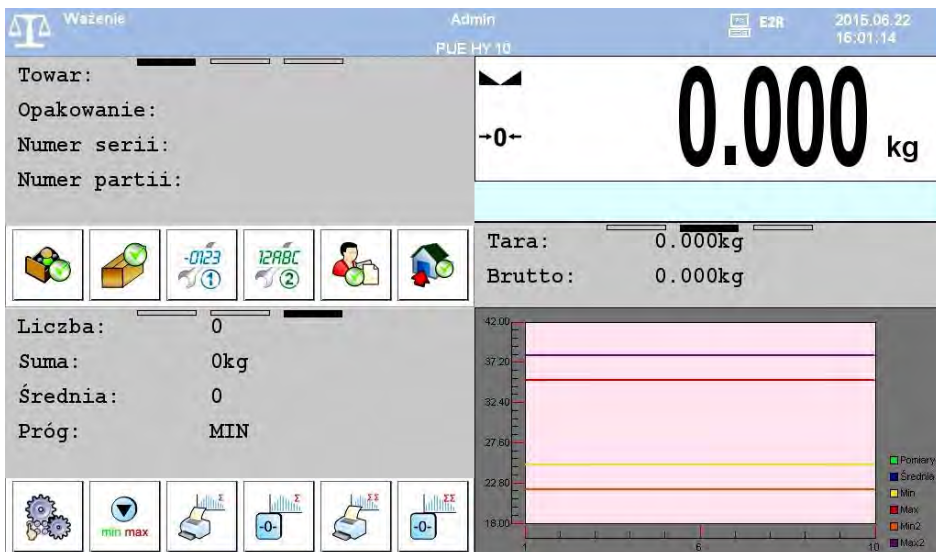 Ważenie
Admin
E2R
2015.06.22
PUE HY 10
16:01:14
Towar:
Opakowanie:
Numer serii:
Numer partii:
→0←
0.000 kg
-0123
1
12ABC
2
Tara: 0.000kg
Brutto: 0.000kg
Liczba: 0
Suma: 0kg
Średnia: 0
Próg: MIN
min max
Σ
-0-
Σ
ΣΣ
-0-
ΣΣ
42.00
37.20
32.40
27.60
22.80
18.00
6
10
Pomiary
Średnia
Min
Max
Min2
Max2